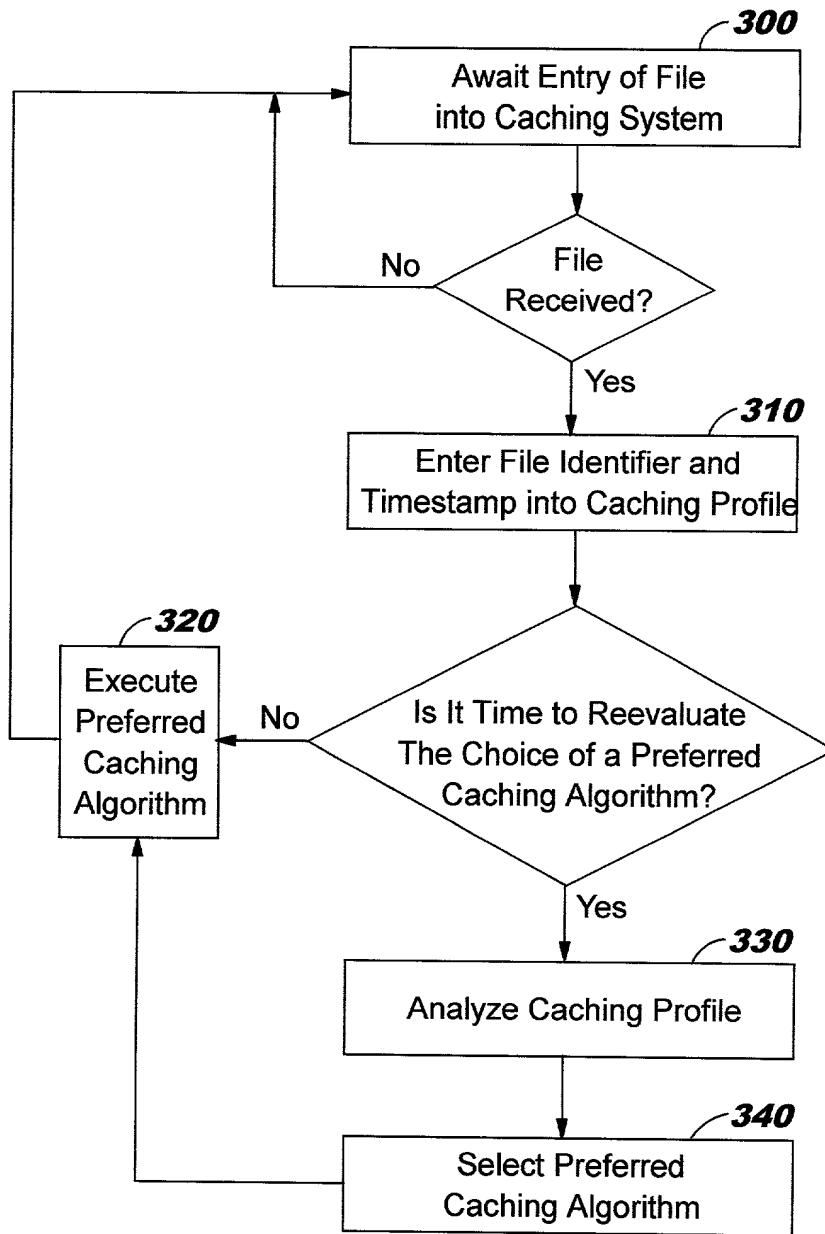 300
Await Entry of File
into Caching System
File
Received?
No
Yes
310
Enter File Identifier and
Timestamp into Caching Profile
320
Execute
Preferred
Caching
Algorithm
No
Is It Time to Reevaluate
The Choice of a Preferred
Caching Algorithm?
Yes
330
Analyze Caching Profile
340
Select Preferred
Caching Algorithm